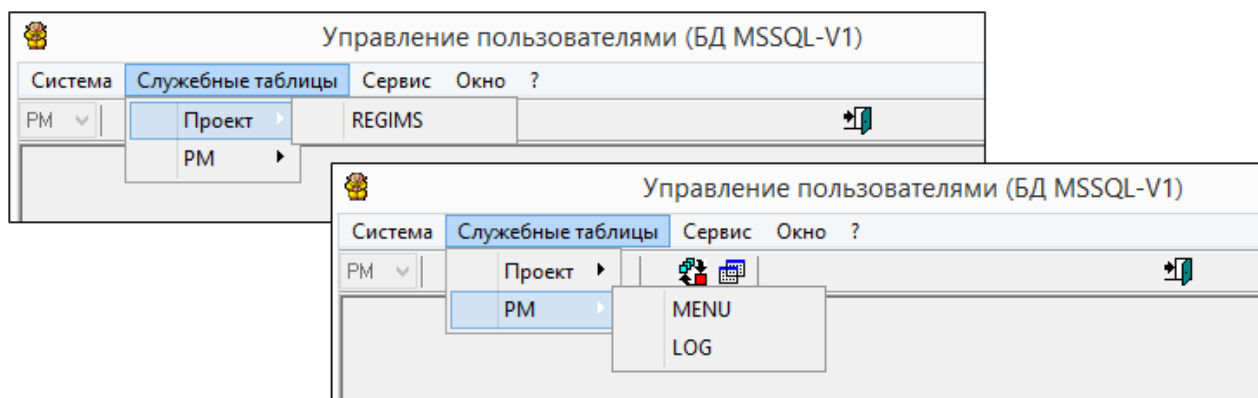 Управление пользователями (БД MSSQL-V1)
Система Служебные таблицы Сервис Окно ?
РМ Проект REGIMS
РМ
Управление пользователями (БД MSSQL-V1)
Система Служебные таблицы Сервис Окно ?
РМ Проект
РМ MENU
LOG